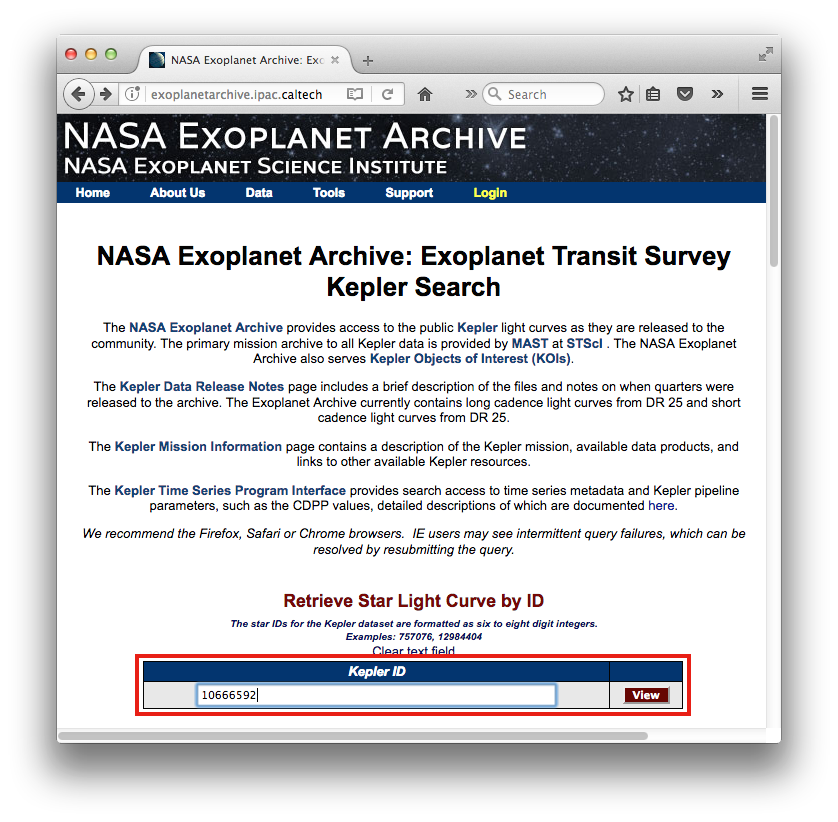 NASA Exoplanet Archive: Exo
exoplanetarchive.ipac.caltech
Search
NASA EXOPLANET ARCHIVE
NASA EXOPLANET SCIENCE INSTITUTE
Home About Us Data Tools Support Login
NASA Exoplanet Archive: Exoplanet Transit Survey
Kepler Search
The NASA Exoplanet Archive provides access to the public Kepler light curves as they are released to the
community. The primary mission archive to all Kepler data is provided by MAST at STScI . The NASA Exoplanet
Archive also serves Kepler Objects of Interest (KOIs).
The Kepler Data Release Notes page includes a brief description of the files and notes on when quarters were
released to the archive. The Exoplanet Archive currently contains long cadence light curves from DR 25 and short
cadence light curves from DR 25.
The Kepler Mission Information page contains a description of the Kepler mission, available data products, and
links to other available Kepler resources.
The Kepler Time Series Program Interface provides search access to time series metadata and Kepler pipeline
parameters, such as the CDPP values, detailed descriptions of which are documented here.
We recommend the Firefox, Safari or Chrome browsers.  IE users may see intermittent query failures, which can be
resolved by resubmitting the query.
Retrieve Star Light Curve by ID
The star IDs for the Kepler dataset are formatted as six to eight digit integers.
Examples: 757076, 12984404
Clear text field
Kepler ID
10666592 View